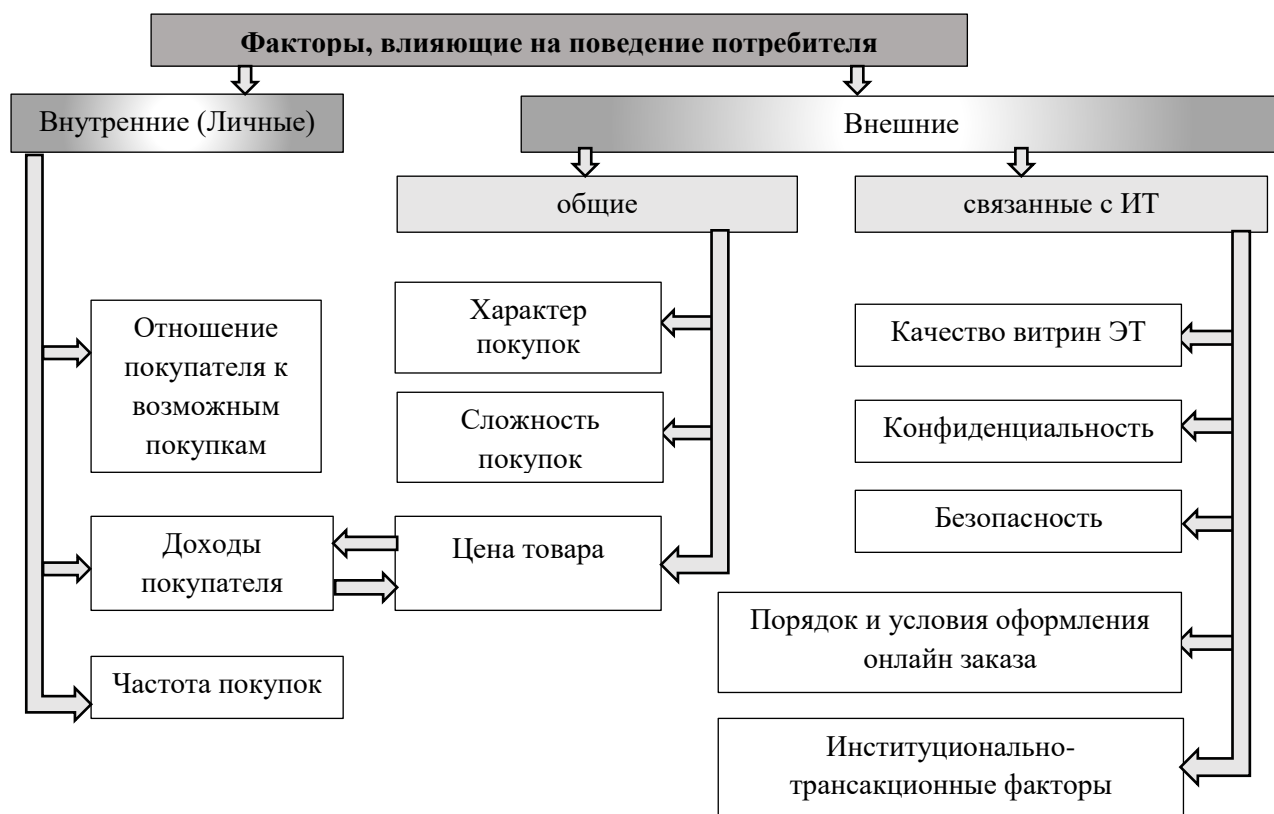 Факторы, влияющие на поведение потребителя
Внутренние (Личные)
Внешние
общие
связанные с ИТ
Отношение
покупателя к
возможным
покупкам
Доходы
покупателя
Частота покупок
Характер
покупок
Сложность
покупок
Цена товара
Качество витрин ЭТ
Конфиденциальность
Безопасность
Порядок и условия оформления
онлайн заказа
Институционально-
трансакционные факторы